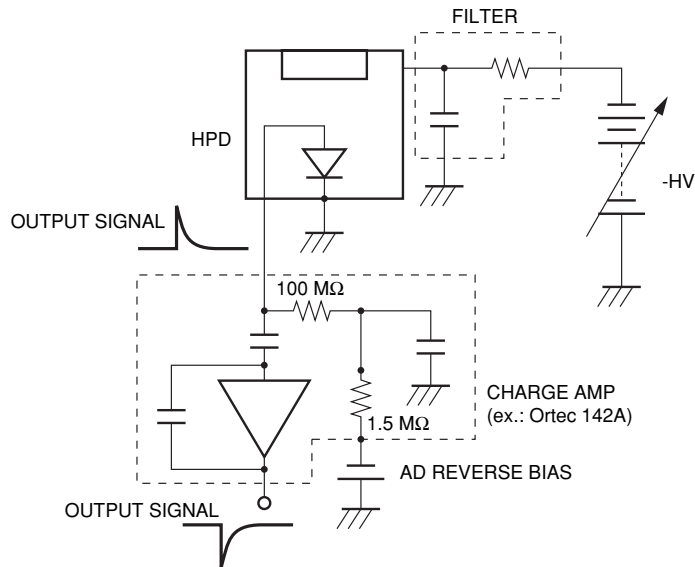 FILTER
HPD
-HV
OUTPUT SIGNAL
100 MΩ
CHARGE AMP
(ex.: Ortec 142A)
1.5 MΩ
AD REVERSE BIAS
OUTPUT SIGNAL